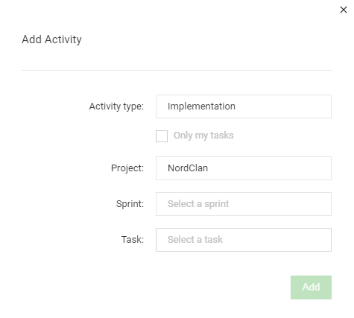 Add Activity
Activity type: Implementation
Only my tasks
Project: NordClan
Sprint: Select a sprint
Task: Select a task
Add